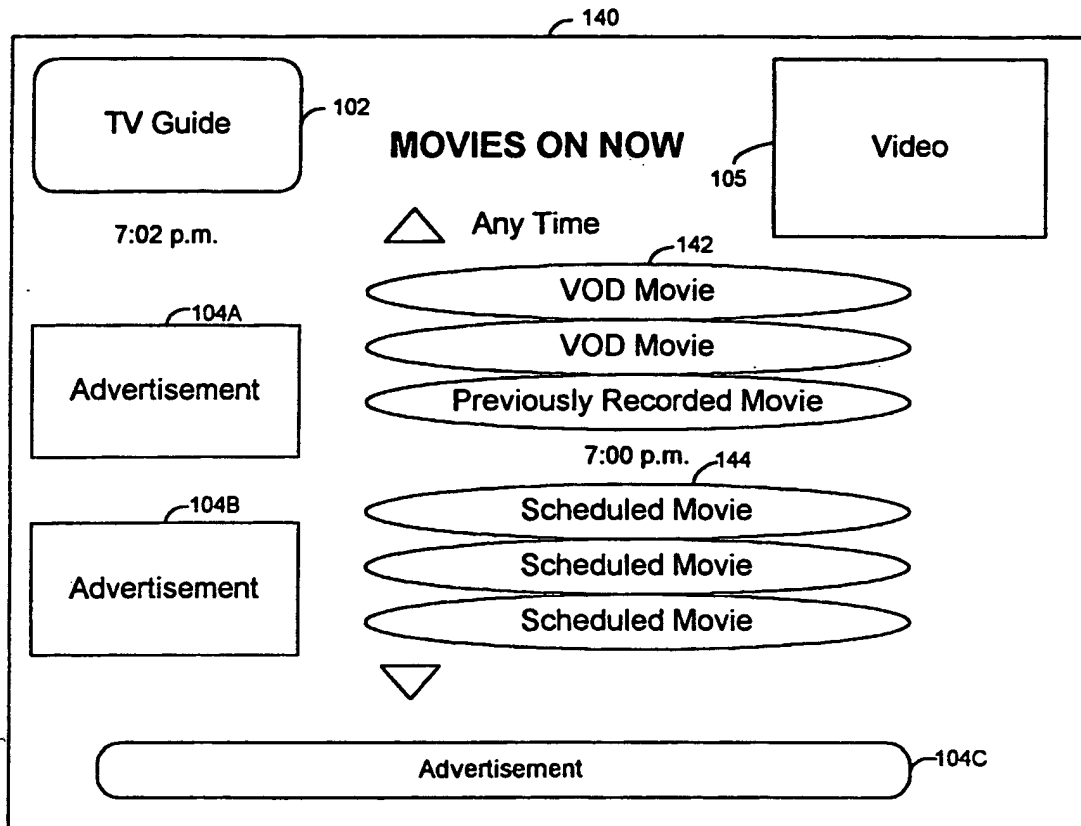 140
TV Guide
102
MOVIES ON NOW
Video
105
7:02 p.m.
Any Time
142
VOD Movie
VOD Movie
Previously Recorded Movie
104A
Advertisement
7:00 p.m.
144
Scheduled Movie
Scheduled Movie
Scheduled Movie
104B
Advertisement
Advertisement
104C